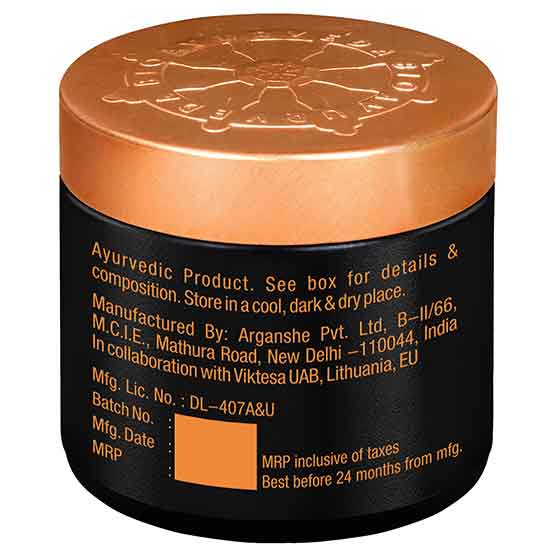 Ayurvedic Product. See box for details &
composition. Store in a cool, dark & dry place.
Manufactured By: Arganshe Pvt. Ltd, B–II/66,
M.C.I.E., Mathura Road, New Delhi –110044, India
In collaboration with Viktesa UAB, Lithuania, EU
Mfg. Lic. No. : DL–407A&U
Batch No. :
Mfg. Date :
MRP :
MRP inclusive of taxes
Best before 24 months from mfg.